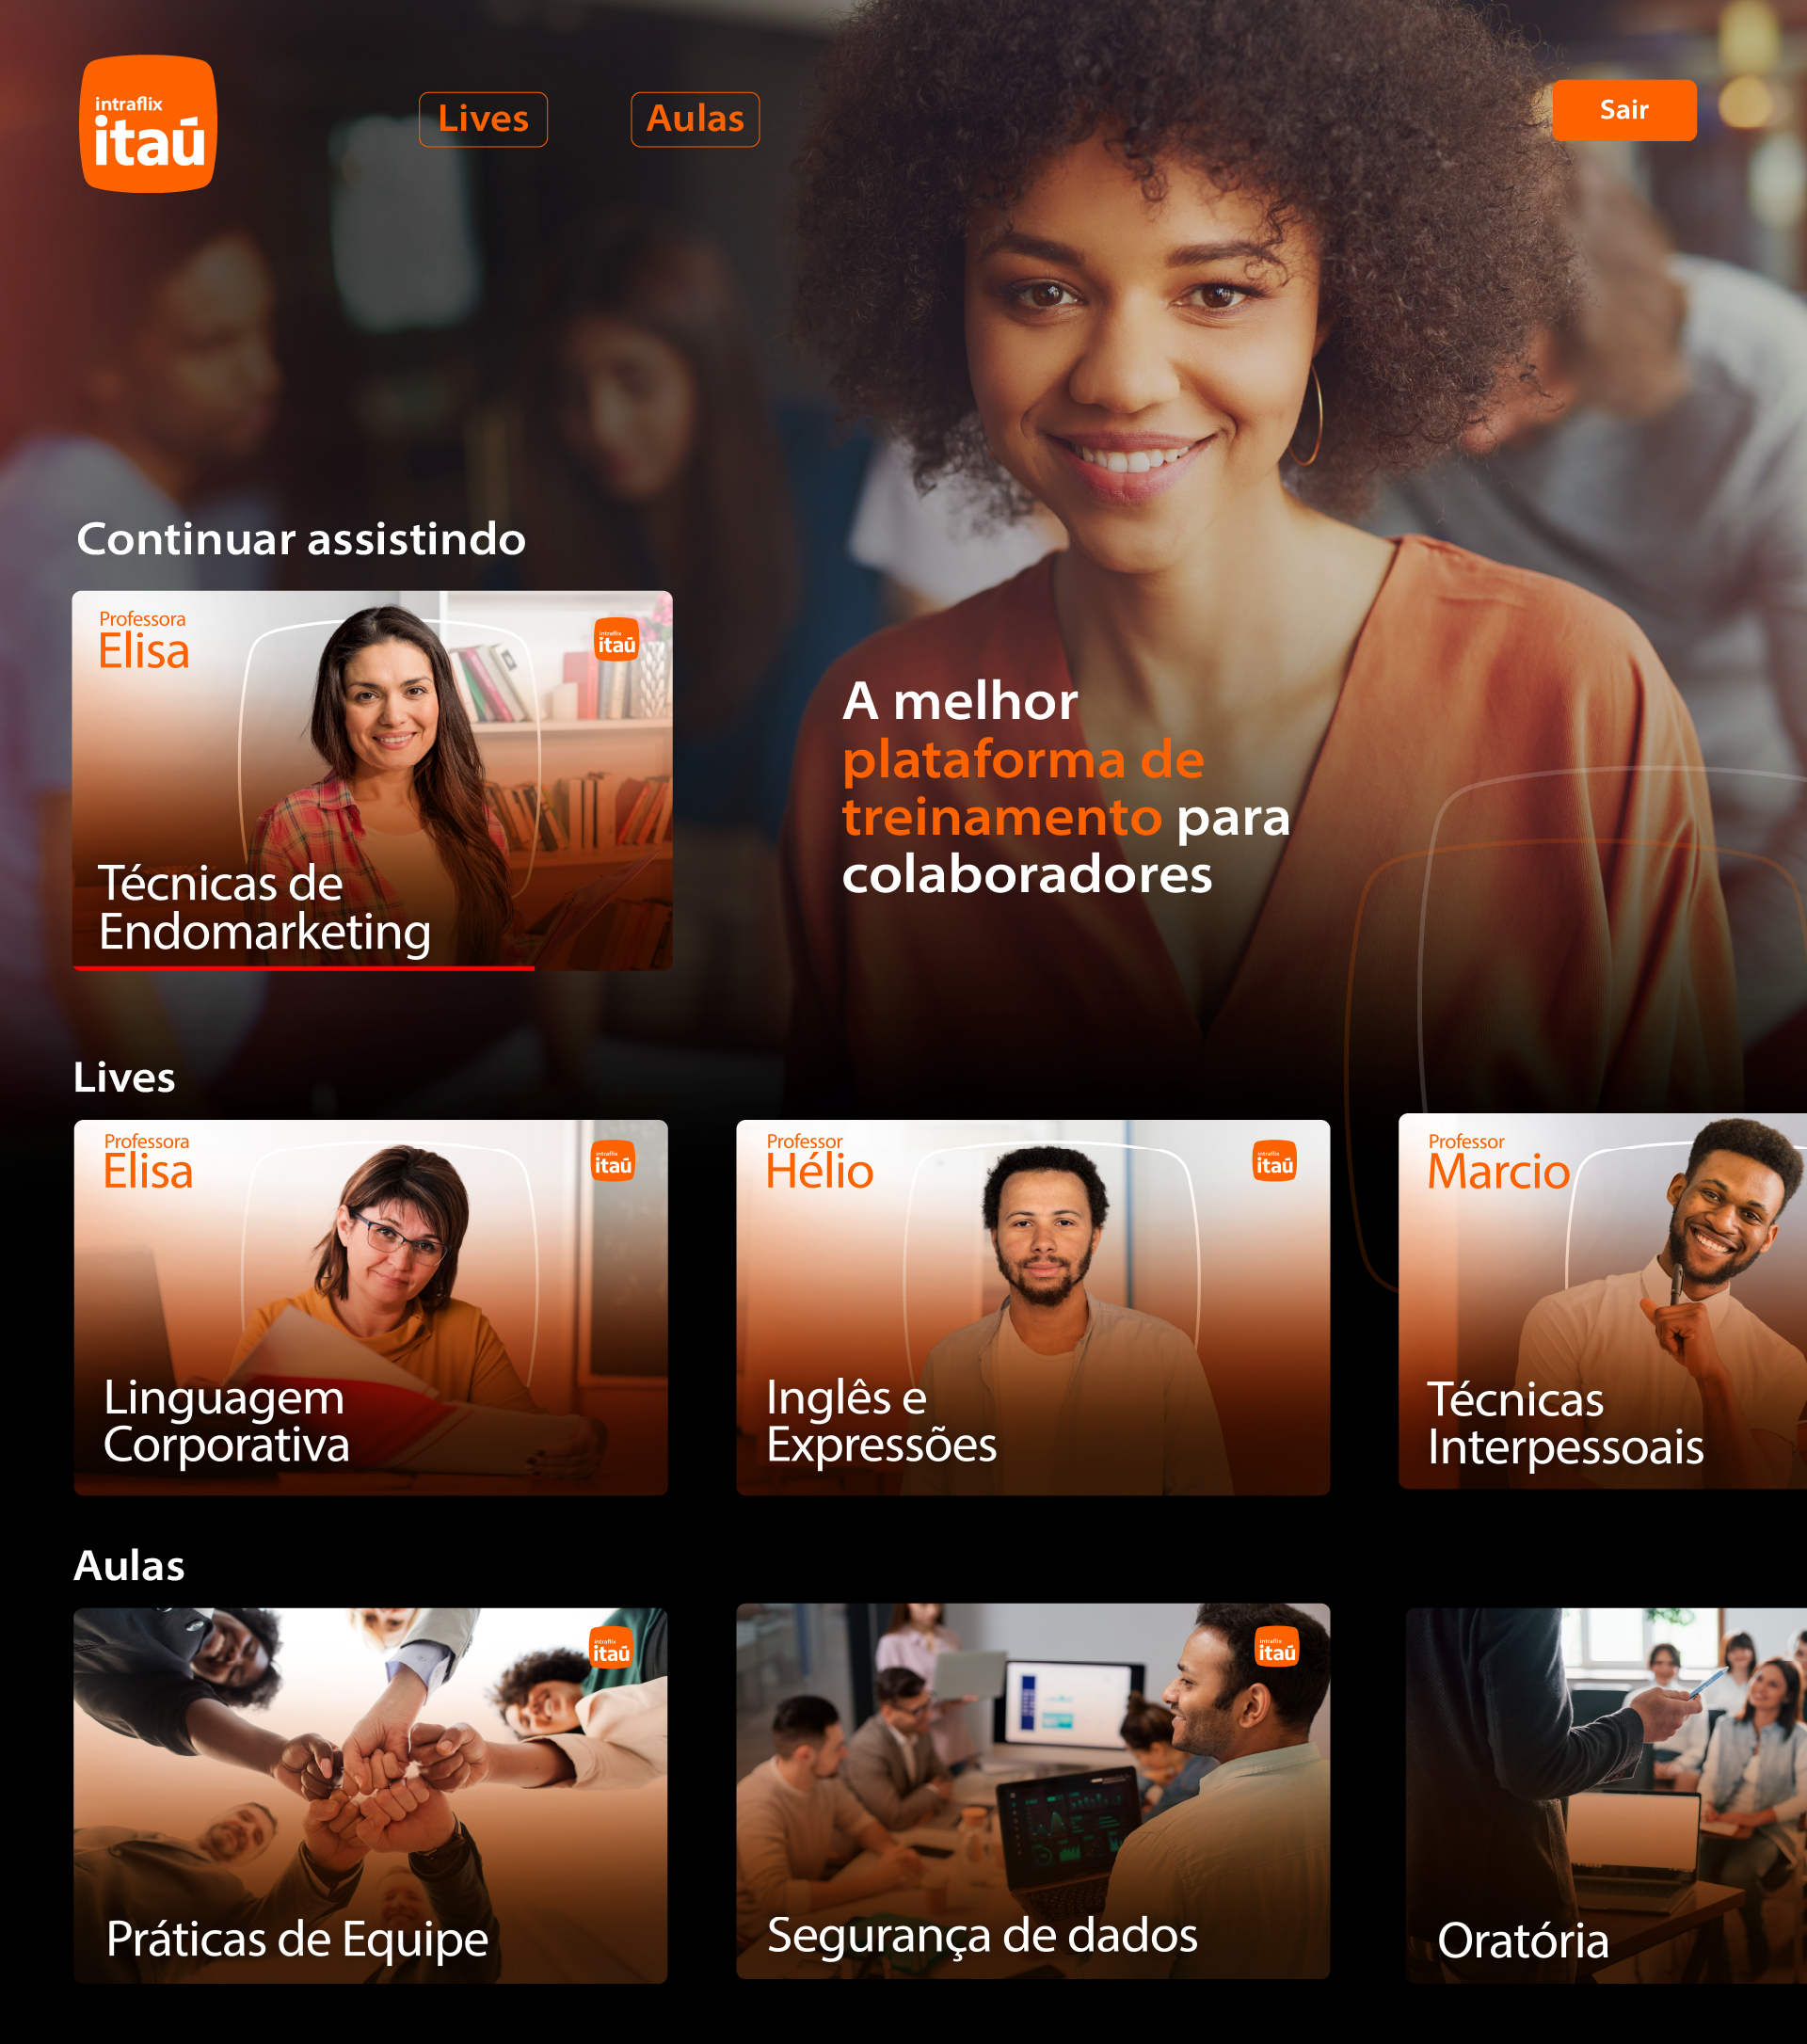 intraflix
itaú
Lives
Aulas
Sair
Continuar assistindo
Professora
Elisa
intraflix
itaú
Técnicas de
Endomarketing
A melhor
plataforma de
treinamento para
colaboradores
Lives
Professora
Elisa
intraflix
itaú
Linguagem
Corporativa
Professor
Hélio
intraflix
itaú
Inglês e
Expressões
Professor
Marcio
Técnicas
Interpessoais
Aulas
intraflix
itaú
Práticas de Equipe
intraflix
itaú
Segurança de dados
Oratória